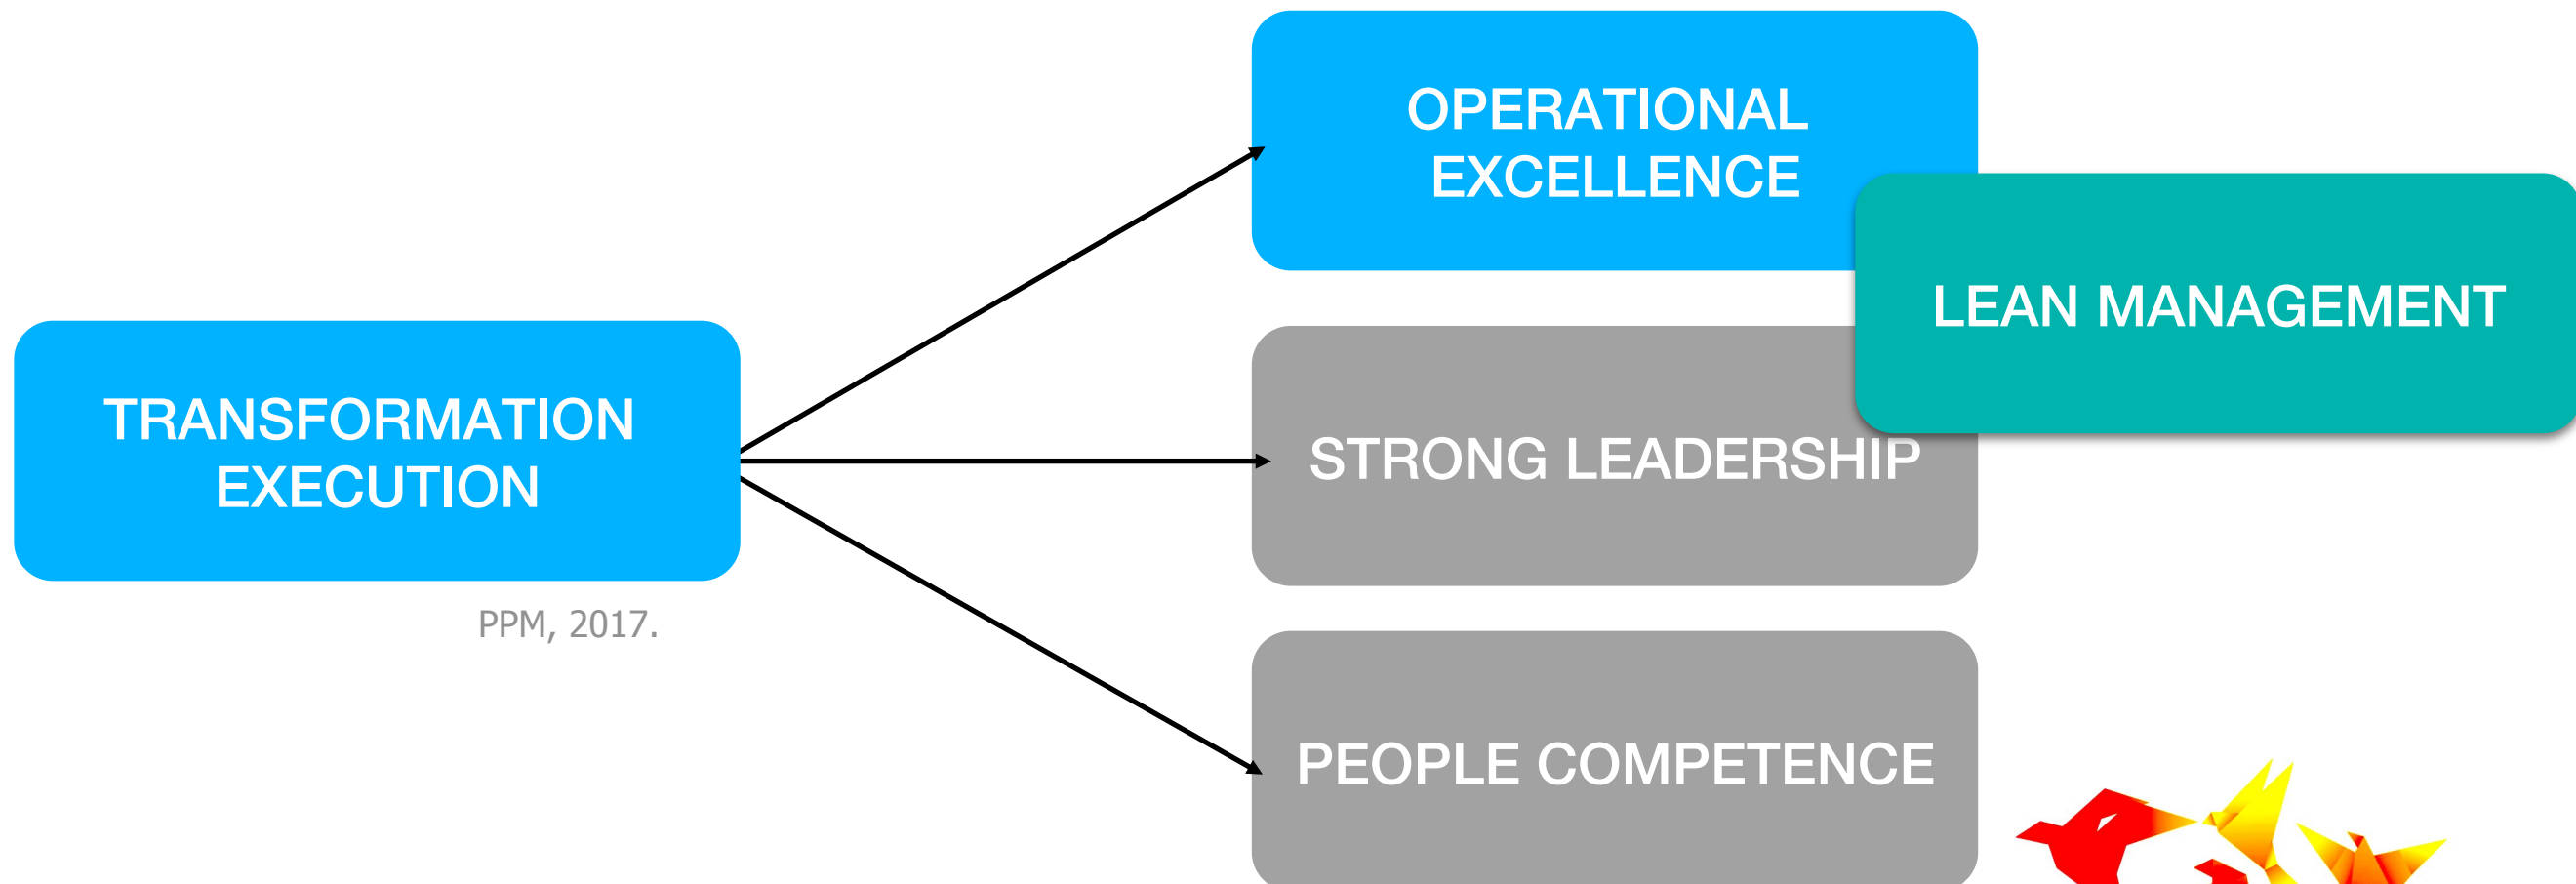 OPERATIONAL
EXCELLENCE
LEAN MANAGEMENT
TRANSFORMATION
EXECUTION
STRONG LEADERSHIP
PPM, 2017.
PEOPLE COMPETENCE